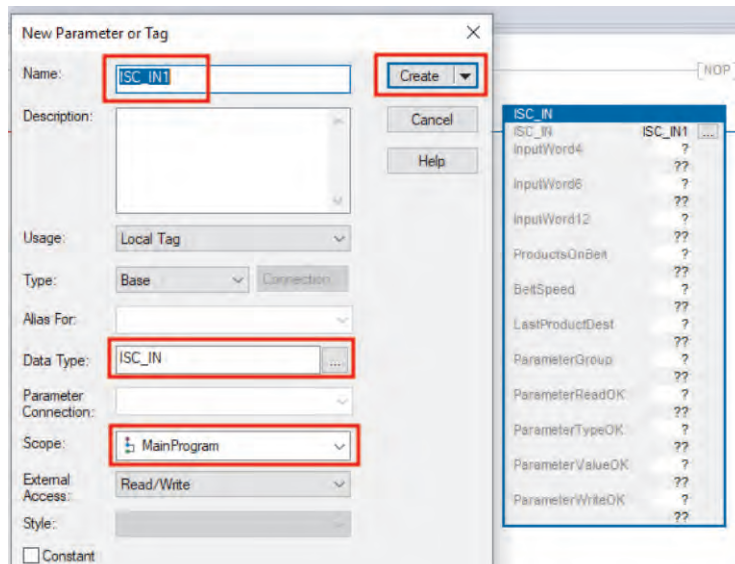 New Parameter or Tag
Name:
ISC_IN1
Create
Description:
Cancel
Help
Usage:
Local Tag
Type:
Base
Connection
Alias For:
Data Type:
ISC_IN
...
Parameter
Connection:
Scope:
MainProgram
External
Access:
Read/Write
Style:
Constant
NOP
ISC_IN
ISC_IN ISC_IN1 ...
InputWord4 ?
??
InputWord6 ?
??
InputWord12 ?
??
ProductsOnBelt ?
??
BeltSpeed ?
??
LastProductDest ?
??
ParameterGroup ?
??
ParameterReadOK ?
??
ParameterTypeOK ?
??
ParameterValueOK ?
??
ParameterWriteOK ?
??